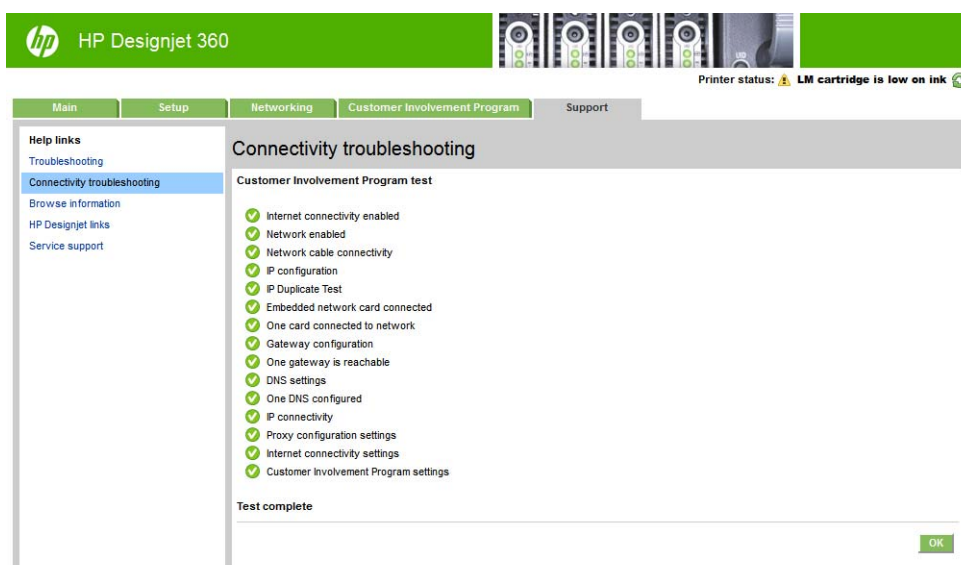 hp HP Designjet 360
Printer status: LM cartridge is low on ink
Main Setup Networking Customer Involvement Program Support
Help links
Troubleshooting
Connectivity troubleshooting
Browse information
HP Designjet links
Service support
Connectivity troubleshooting
Customer Involvement Program test
Internet connectivity enabled
Network enabled
Network cable connectivity
IP configuration
IP Duplicate Test
Embedded network card connected
One card connected to network
Gateway configuration
One gateway is reachable
DNS settings
One DNS configured
IP connectivity
Proxy configuration settings
Internet connectivity settings
Customer Involvement Program settings
Test complete
OK